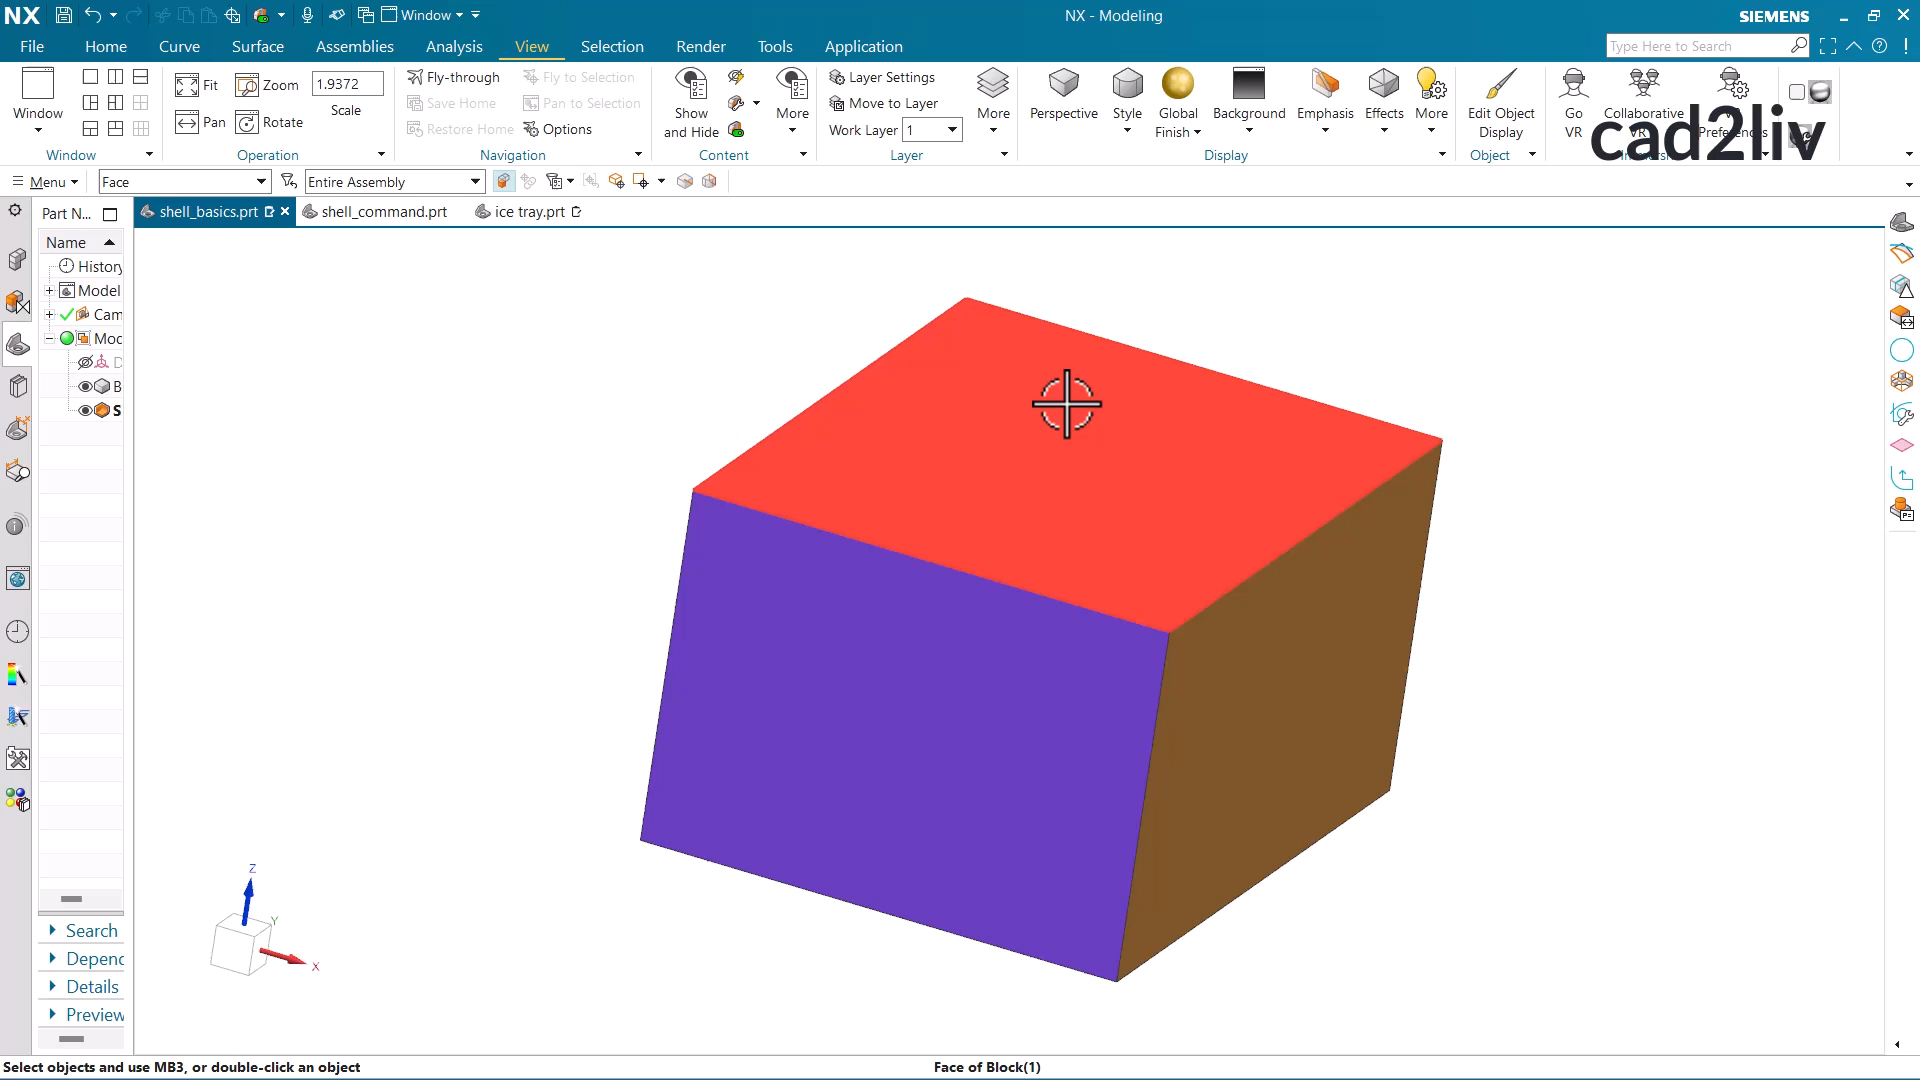 NX Window NX - Modeling SIEMENS
File Home Curve Surface Assemblies Analysis View Selection Render Tools Application Type Here to Search
Window
Fit Zoom 1.9372
Pan Rotate Scale
Fly-through Fly to Selection
Save Home Pan to Selection
Restore Home Options
Show and Hide More
Layer Settings
Move to Layer
Work Layer 1
More
Perspective Style Global Finish Background Emphasis Effects More
Edit Object Display
Go VR Collaborative VR Preferences
cad2liv
Window Operation Navigation Content Layer Display Object
Menu Face Entire Assembly
Part N... shell_basics.prt shell_command.prt ice tray.prt
Name
History
Model
Cam
Mod
D
B
S
Z
Y
X
Search
Depend
Details
Preview
Select objects and use MB3, or double-click an object Face of Block(1)